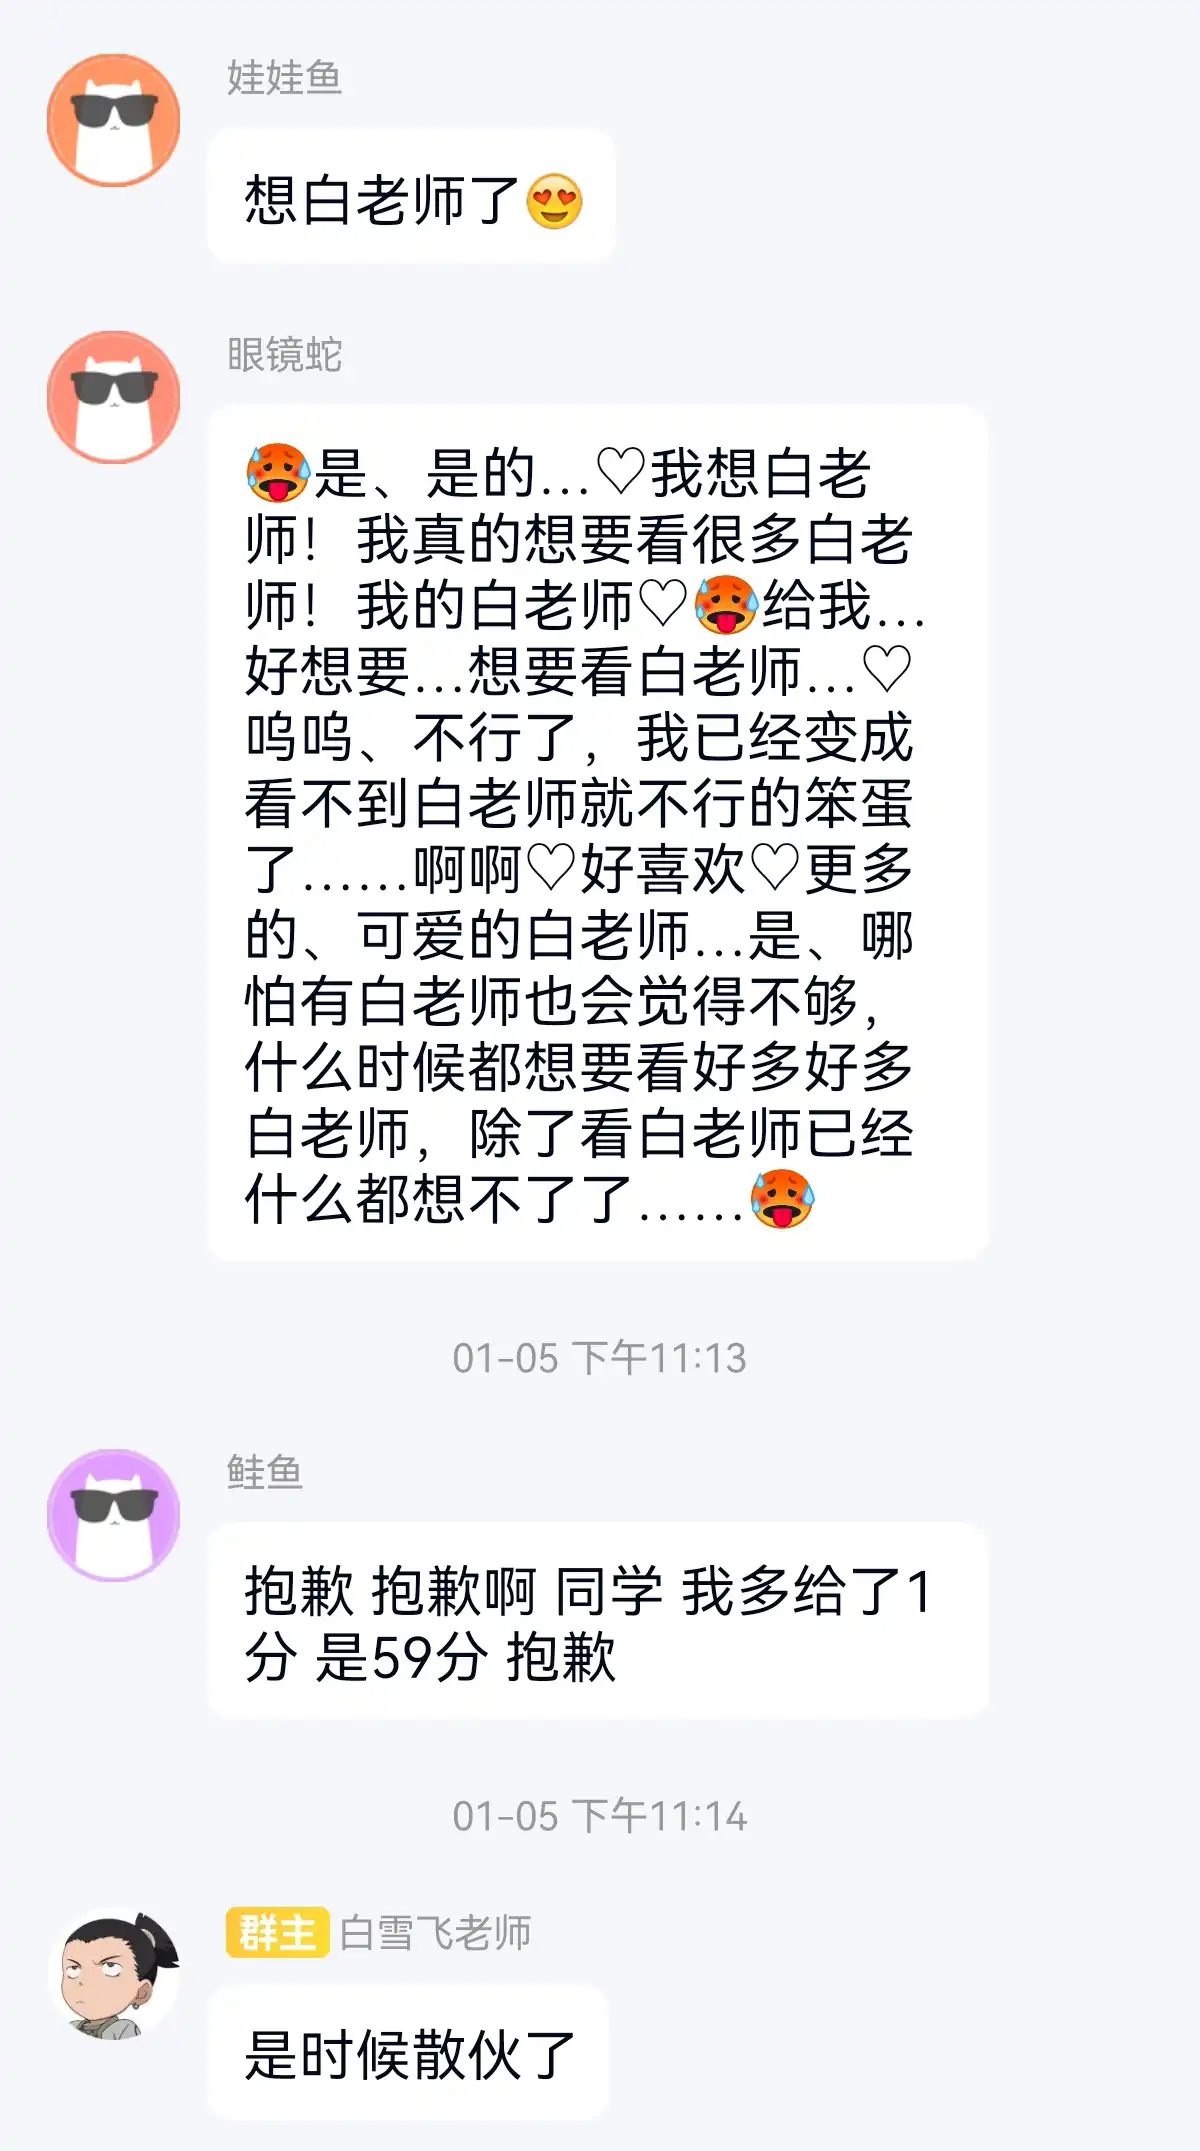 娃娃鱼
想白老师了😍
眼镜蛇
🥵是、是的…♡我想白老
师！我真的想要看很多白老
师！我的白老师♡🥵给我…
好想要…想要看白老师…♡
呜呜、不行了，我已经变成
看不到白老师就不行的笨蛋
了……啊啊♡好喜欢♡更多
的、可爱的白老师…是、哪
怕有白老师也会觉得不够，
什么时候都想要看好多好多
白老师，除了看白老师已经
什么都想不了了……🥵
01-05 下午11:13
鲑鱼
抱歉 抱歉啊 同学 我多给了1
分 是59分 抱歉
01-05 下午11:14
群主 白雪飞老师
是时候散伙了